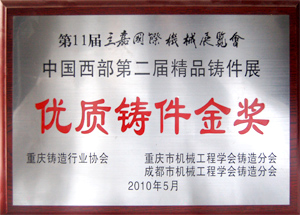 第11届立嘉国際機械展览會
中国西部第二届精品铸件展
优质铸件金奖
重庆铸造行业协会 重庆市机械工程学会铸造分会
成都市机械工程学会铸造分会
2010年5月